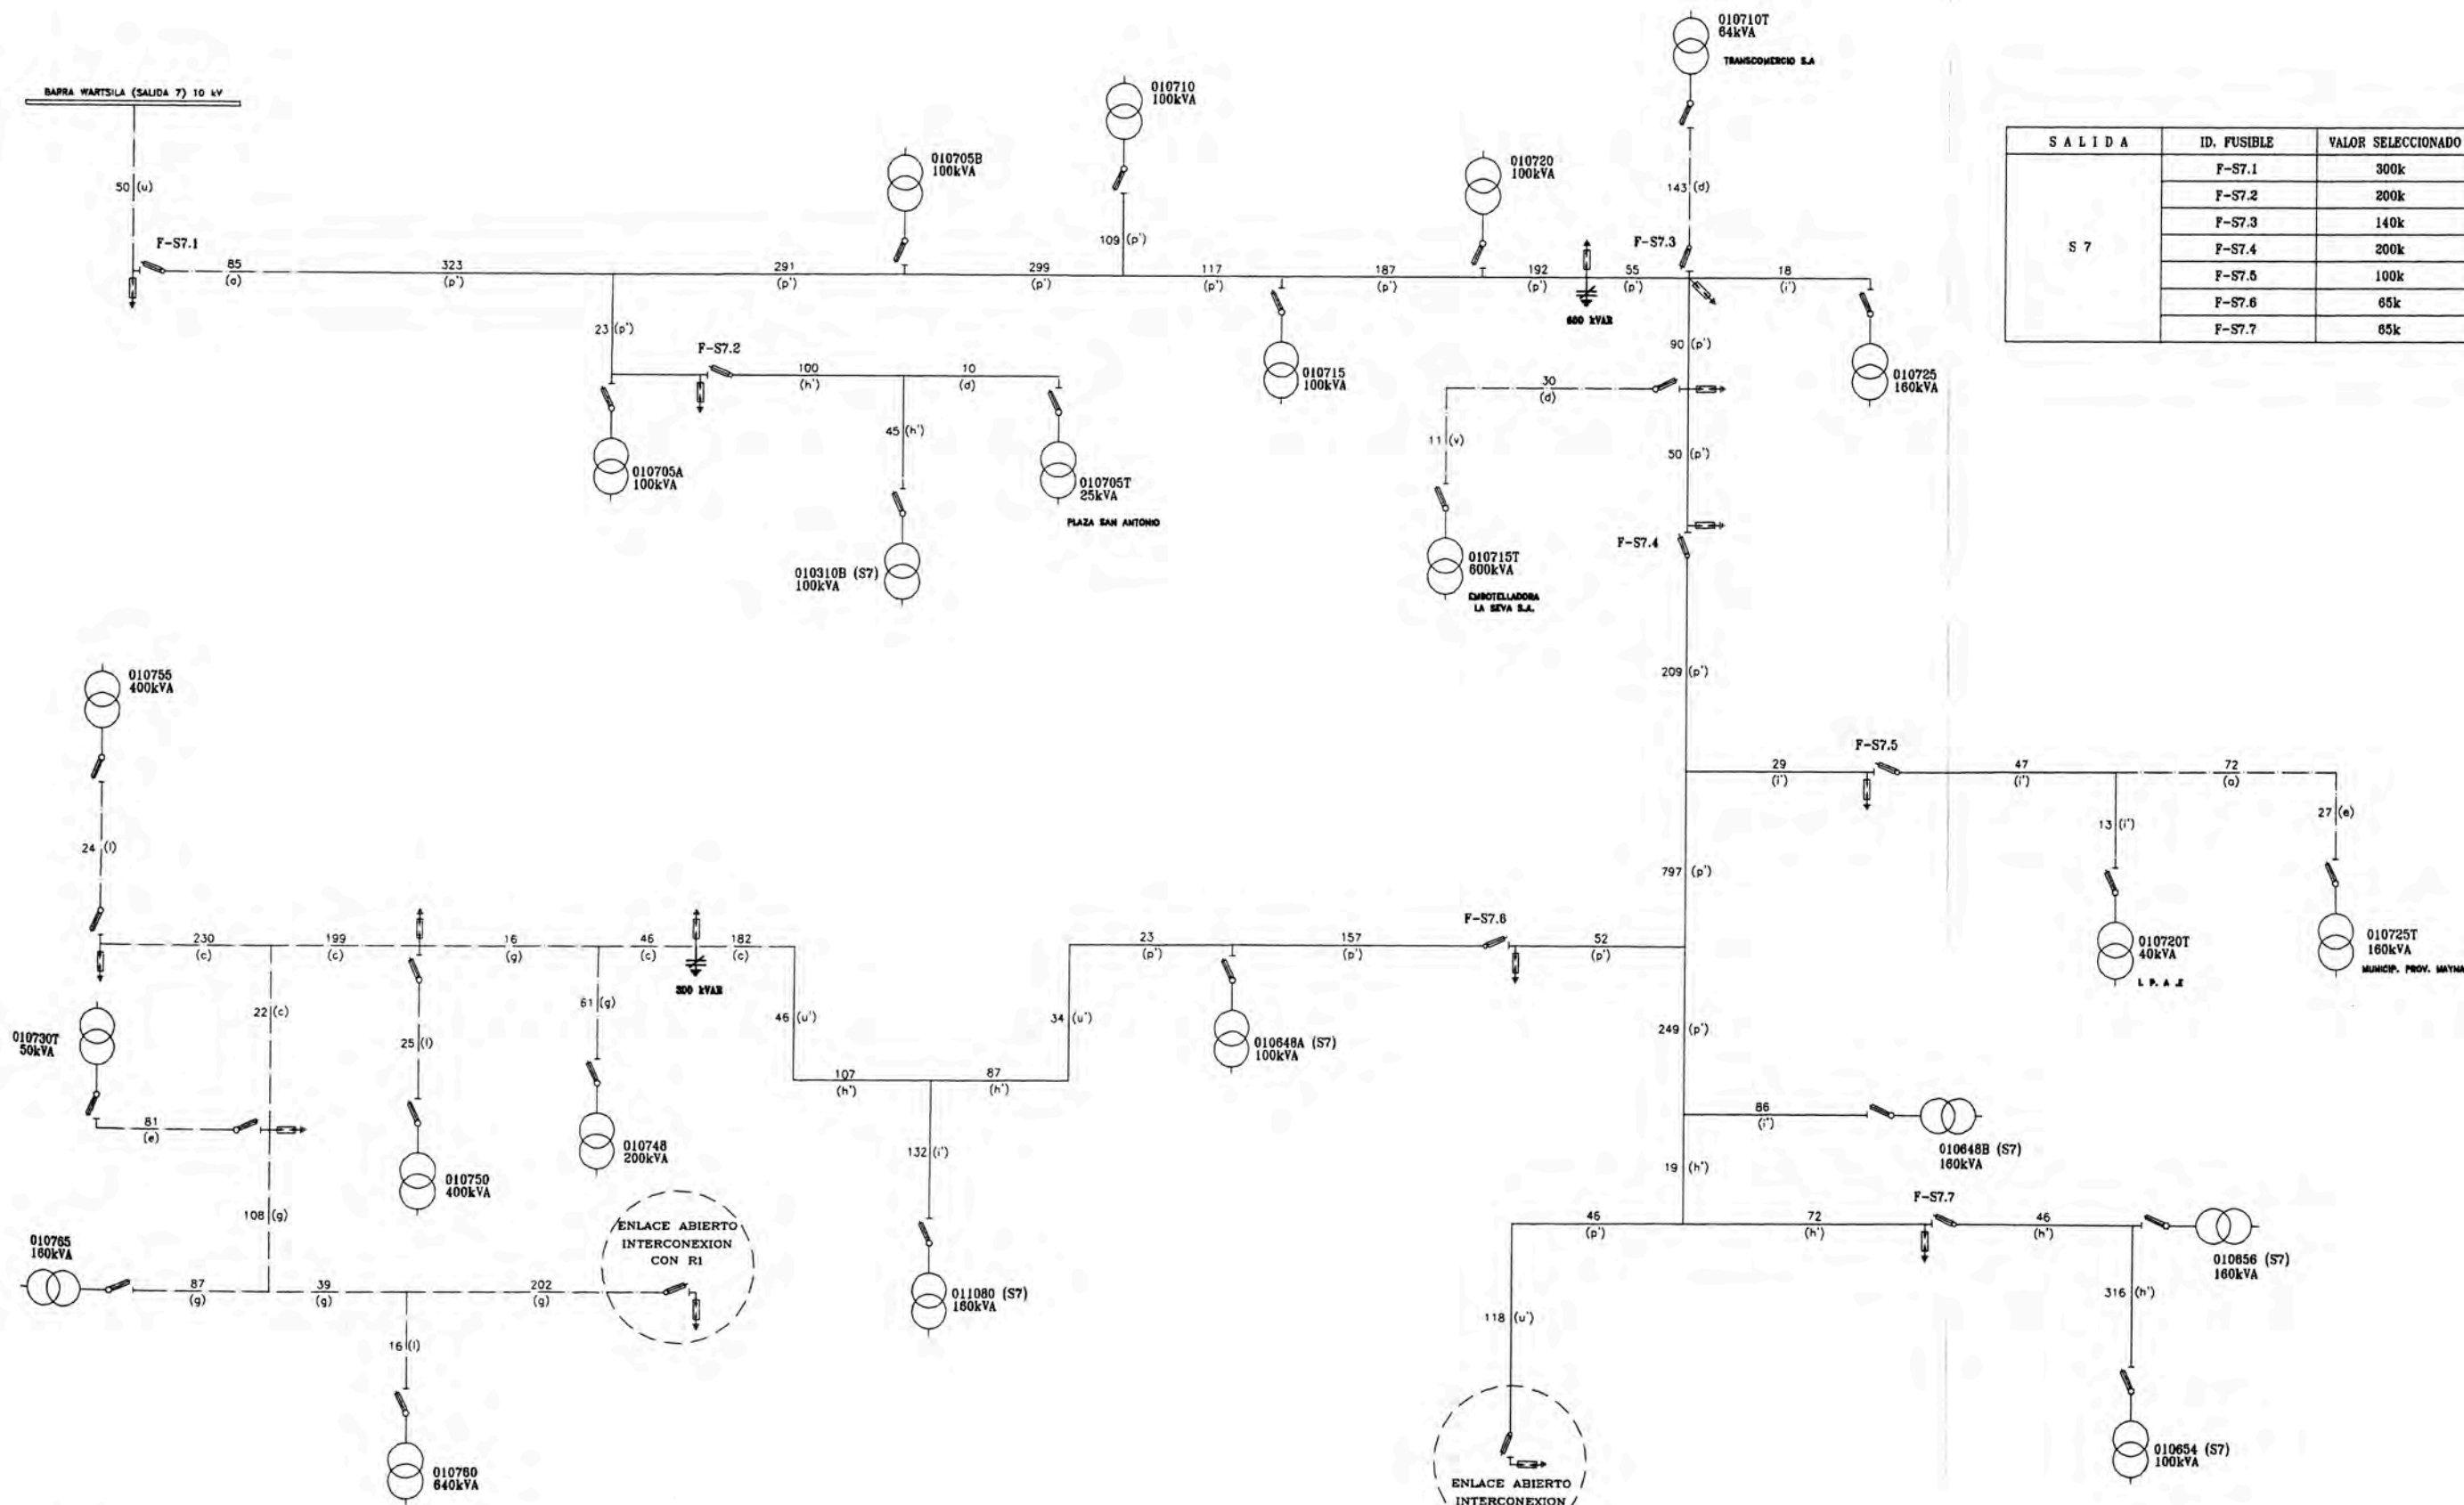 BARRA WARTSILA (SALIDA 7) 10 kV
50 (u)
F-S7.1
85
(a)
323
(p')
291
(p')
010705B
100kVA
299
(p')
010710
100kVA
109 (p')
117
(p')
187
(p')
010720
100kVA
192
(p')
55
(p')
600 kVAR
010710T
64kVA
TRANSCOMERCIO S.A
143 (d)
F-S7.3
18
(i')
010725
160kVA
SALIDA
ID. FUSIBLE
VALOR SELECCIONADO
S 7
F-S7.1
300k
F-S7.2
200k
F-S7.3
140k
F-S7.4
200k
F-S7.5
100k
F-S7.6
65k
F-S7.7
65k
23 (p')
F-S7.2
100
(h')
10
(d)
45 (h')
010705A
100kVA
010705T
25kVA
PLAZA SAN ANTONIO
010310B (S7)
100kVA
010715
100kVA
90 (p')
30
(d)
11 (v)
50 (p')
010715T
600kVA
EMBOTELLADORA
LA SEVA S.A.
F-S7.4
209 (p')
F-S7.5
29
(i')
47
(i')
72
(a)
13 (i')
27 (e)
010720T
40kVA
I. P. A .E
010725T
160kVA
MUNICIP. PROV. MAYNA
797 (p')
010755
400kVA
24 (l)
230
(c)
199
(c)
16
(g)
46
(c)
182
(c)
300 kVAR
23
(p')
157
(p')
F-S7.6
52
(p')
010730T
50kVA
22 (c)
25 (l)
61 (g)
46 (u')
34 (u')
010648A (S7)
100kVA
249 (p')
107
(h')
87
(h')
81
(e)
010748
200kVA
010750
400kVA
132 (i')
86
(i')
010648B (S7)
160kVA
19 (h')
108 (g)
010765
160kVA
87
(g)
39
(g)
202
(g)
ENLACE ABIERTO
INTERCONEXION
CON R1
011080 (S7)
160kVA
16 (l)
010760
640kVA
46
(p')
72
(h')
F-S7.7
46
(h')
010656 (S7)
160kVA
118 (u')
316 (h')
010654 (S7)
100kVA
ENLACE ABIERTO
INTERCONEXION